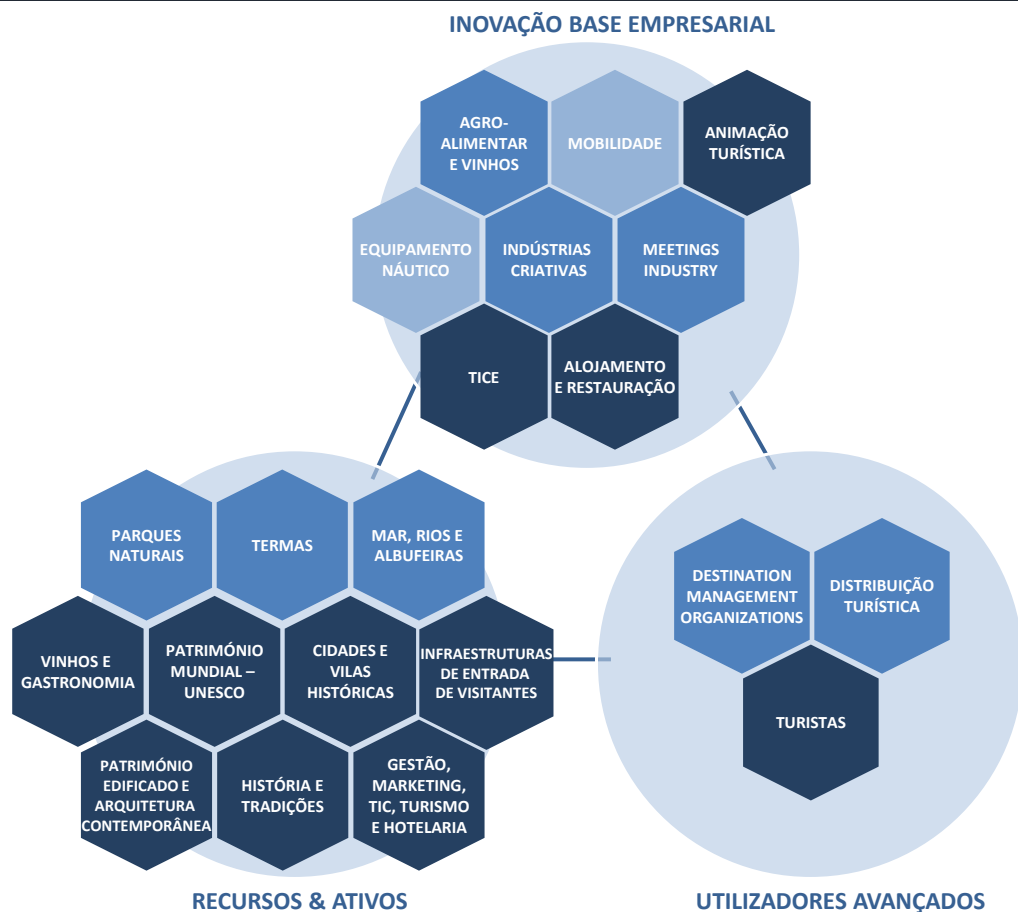 INOVAÇÃO BASE EMPRESARIAL
AGRO-
ALIMENTAR
E VINHOS
MOBILIDADE
ANIMAÇÃO
TURÍSTICA
EQUIPAMENTO
NÁUTICO
INDÚSTRIAS
CRIATIVAS
MEETINGS
INDUSTRY
TICE
ALOJAMENTO
E RESTAURAÇÃO
PARQUES
NATURAIS
TERMAS
MAR, RIOS E
ALBUFEIRAS
VINHOS E
GASTRONOMIA
PATRIMÓNIO
MUNDIAL –
UNESCO
CIDADES E
VILAS
HISTÓRICAS
INFRAESTRUTURAS
DE ENTRADA
DE VISITANTES
PATRIMÓNIO
EDIFICADO E
ARQUITETURA
CONTEMPORÂNEA
HISTÓRIA E
TRADIÇÕES
GESTÃO,
MARKETING,
TIC, TURISMO
E HOTELARIA
RECURSOS & ATIVOS
DESTINATION
MANAGEMENT
ORGANIZATIONS
DISTRIBUIÇÃO
TURÍSTICA
TURISTAS
UTILIZADORES AVANÇADOS